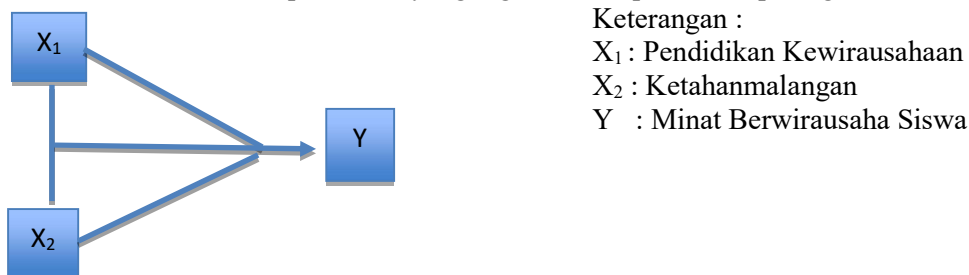 X₁
X₂
Y
Keterangan :
X₁ : Pendidikan Kewirausahaan
X₂ : Ketahanmalangan
Y : Minat Berwirausaha Siswa